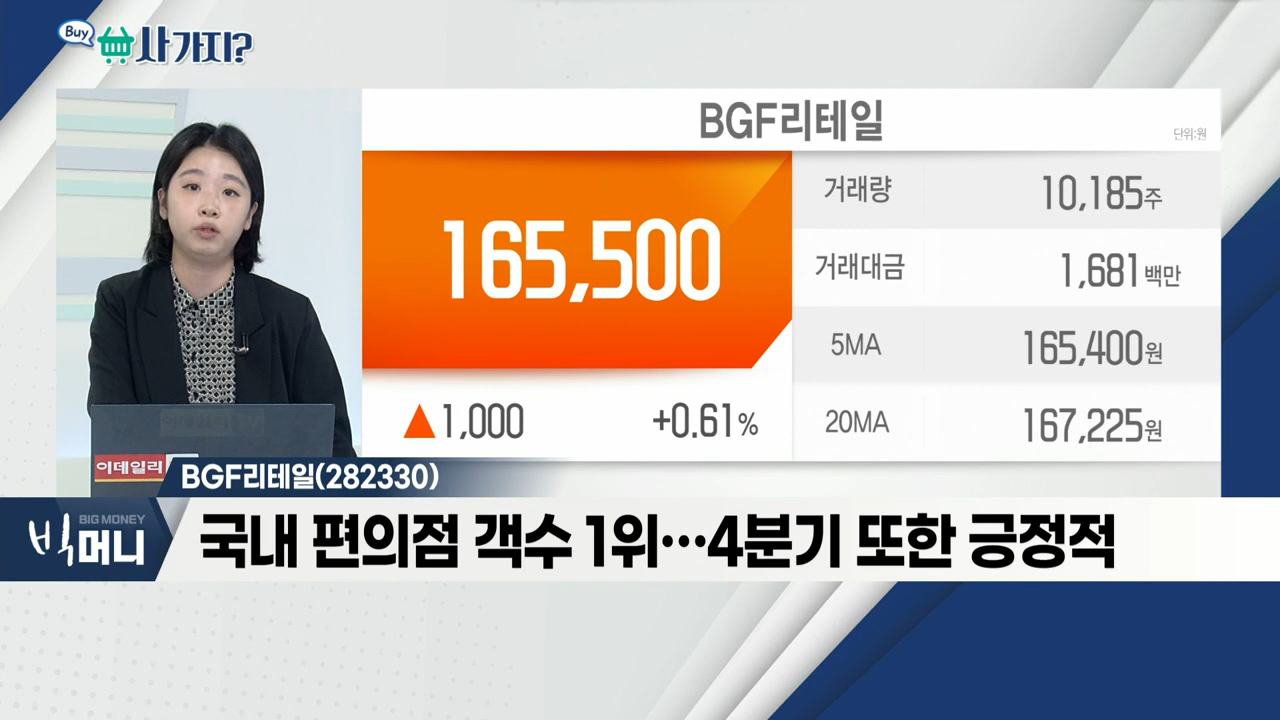 Buy 사가지?
BGF리테일
단위:원
165,500
▲1,000 +0.61%
거래량 10,185주
거래대금 1,681백만
5MA 165,400원
20MA 167,225원
이데일리
BGF리테일(282330)
BIG MONEY
빅머니
국내 편의점 객수 1위…4분기 또한 긍정적